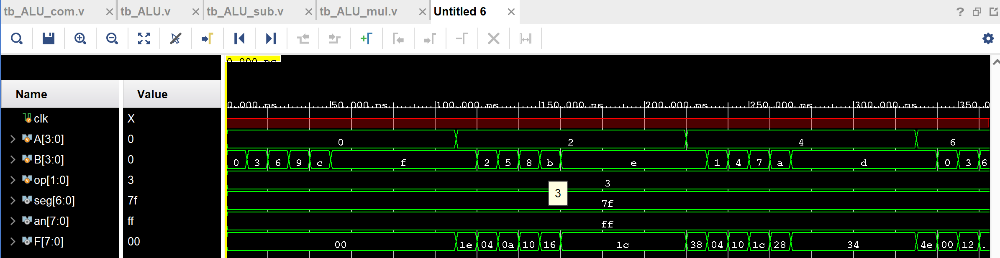 tb_ALU_com.v tb_ALU.v tb_ALU_sub.v tb_ALU_mul.v Untitled 6 ?
0.000 ns
Name Value
0.000 ns 50.000 ns 100.000 ns 150.000 ns 200.000 ns 250.000 ns 300.000 ns 350.0
clk X
A[3:0] 0 0 2 4 6
B[3:0] 0 0 3 6 9 c f 2 5 8 b e 1 4 7 a d 0 3 6
op[1:0] 3 3
3
seg[6:0] 7f 7f
an[7:0] ff ff
F[7:0] 00 00 1e 04 0a 10 16 1c 38 04 10 1c 28 34 4e 00 12 .